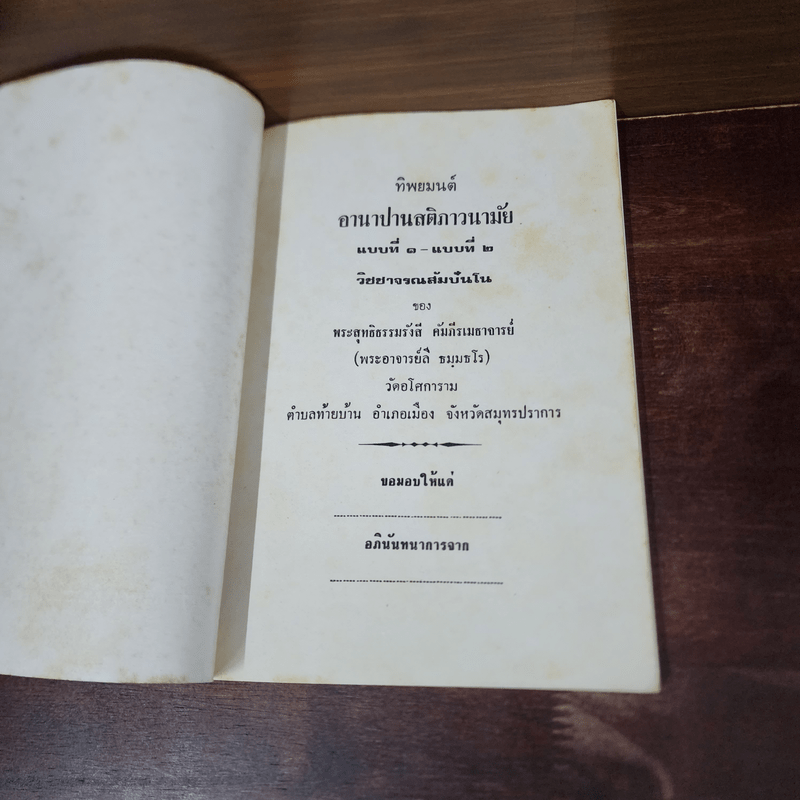 ทิพยมนต์
อานาปานสติภาวนามัย
แบบที่ ๑ – แบบที่ ๒
วิชชาจรณสัมปันโน
ของ
พระสุทธิธรรมรังสี คัมภีรเมธาจารย์
(พระอาจารย์ลี ธมฺมธโร)
วัดอโศการาม
ตำบลท้ายบ้าน อำเภอเมือง จังหวัดสมุทรปราการ
ขอมอบให้แด่
อภินันทนาการจาก